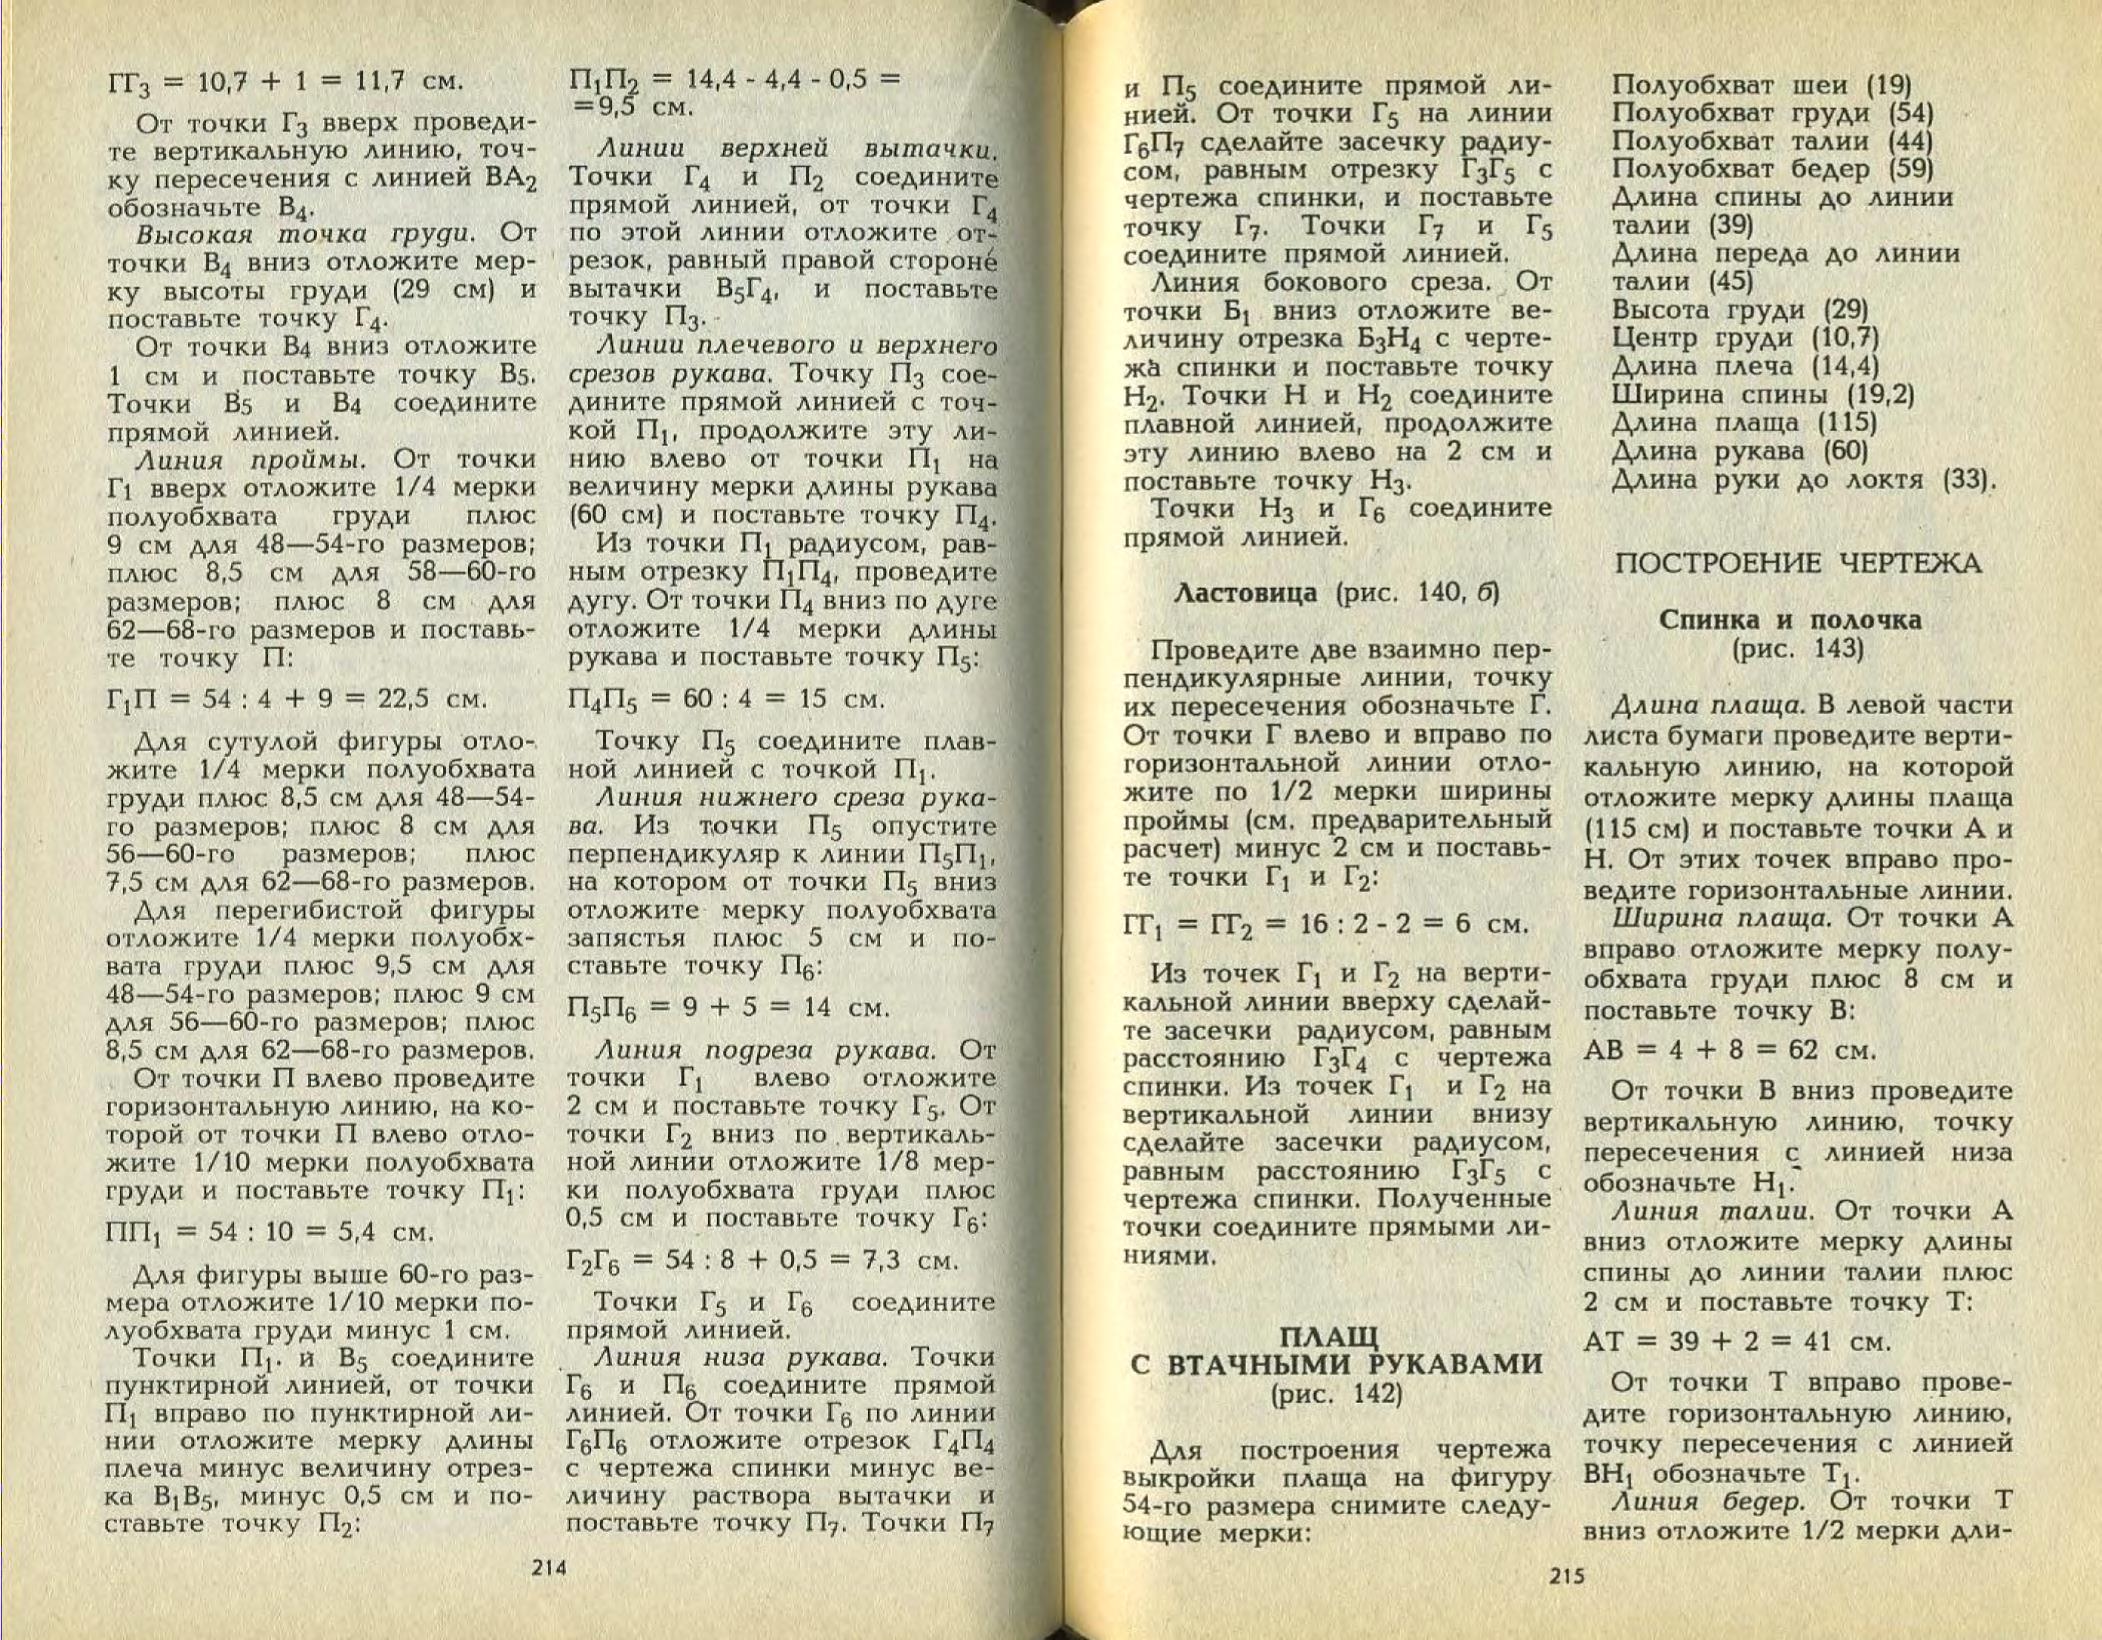 ГГ₃ = 10,7 + 1 = 11,7 см.
От точки Г₃ вверх проведи-
те вертикальную линию, точ-
ку пересечения с линией ВА₂
обозначьте В₄.
Высокая точка груди. От
точки В₄ вниз отложите мер-
ку высоты груди (29 см) и
поставьте точку Г₄.
От точки В₄ вниз отложите
1 см и поставьте точку В₅.
Точки В₅ и В₄ соедините
прямой линией.
Линия проймы. От точки
Г₁ вверх отложите 1/4 мерки
полуобхвата груди плюс
9 см для 48—54-го размеров;
плюс 8,5 см для 58—60-го
размеров; плюс 8 см для
62—68-го размеров и поставь-
те точку П:
Г₁П = 54 : 4 + 9 = 22,5 см.
Для сутулой фигуры отло-
жите 1/4 мерки полуобхвата
груди плюс 8,5 см для 48—54-
го размеров; плюс 8 см для
56—60-го размеров; плюс
7,5 см для 62—68-го размеров.
Для перегибистой фигуры
отложите 1/4 мерки полуобх-
вата груди плюс 9,5 см для
48—54-го размеров; плюс 9 см
для 56—60-го размеров; плюс
8,5 см для 62—68-го размеров.
От точки П влево проведите
горизонтальную линию, на ко-
торой от точки П влево отло-
жите 1/10 мерки полуобхвата
груди и поставьте точку П₁:
ПП₁ = 54 : 10 = 5,4 см.
Для фигуры выше 60-го раз-
мера отложите 1/10 мерки по-
луобхвата груди минус 1 см.
Точки П₁. и В₅ соедините
пунктирной линией, от точки
П₁ вправо по пунктирной ли-
нии отложите мерку длины
плеча минус величину отрез-
ка В₁В₅, минус 0,5 см и по-
ставьте точку П₂:
П₁П₂ = 14,4 - 4,4 - 0,5 =
=9,5 см.
Линии верхней вытачки.
Точки Г₄ и П₂ соедините
прямой линией, от точки Г₄
по этой линии отложите от-
резок, равный правой стороне
вытачки В₅Г₄, и поставьте
точку П₃.
Линии плечевого и верхнего
срезов рукава. Точку П₃ сое-
дините прямой линией с точ-
кой П₁, продолжите эту ли-
нию влево от точки П₁ на
величину мерки длины рукава
(60 см) и поставьте точку П₄.
Из точки П₁ радиусом, рав-
ным отрезку П₁П₄, проведите
дугу. От точки П₄ вниз по дуге
отложите 1/4 мерки длины
рукава и поставьте точку П₅:
П₄П₅ = 60 : 4 = 15 см.
Точку П₅ соедините плав-
ной линией с точкой П₁.
Линия нижнего среза рука-
ва. Из точки П₅ опустите
перпендикуляр к линии П₅П₁,
на котором от точки П₅ вниз
отложите мерку полуобхвата
запястья плюс 5 см и по-
ставьте точку П₆:
П₅П₆ = 9 + 5 = 14 см.
Линия подреза рукава. От
точки Г₁ влево отложите
2 см и поставьте точку Г₅. От
точки Г₂ вниз по вертикаль-
ной линии отложите 1/8 мер-
ки полуобхвата груди плюс
0,5 см и поставьте точку Г₆:
Г₂Г₆ = 54 : 8 + 0,5 = 7,3 см.
Точки Г₅ и Г₆ соедините
прямой линией.
Линия низа рукава. Точки
Г₆ и П₆ соедините прямой
линией. От точки Г₆ по линии
Г₆П₆ отложите отрезок Г₄П₄
с чертежа спинки минус ве-
личину раствора вытачки и
поставьте точку П₇. Точки П₇
214
и П₅ соедините прямой ли-
нией. От точки Г₅ на линии
Г₆П₇ сделайте засечку радиу-
сом, равным отрезку Г₃Г₅ с
чертежа спинки, и поставьте
точку Г₇. Точки Г₇ и Г₅
соедините прямой линией.
Линия бокового среза. От
точки Б₁ вниз отложите ве-
личину отрезка Б₃Н₄ с черте-
жа спинки и поставьте точку
Н₂. Точки Н и Н₂ соедините
плавной линией, продолжите
эту линию влево на 2 см и
поставьте точку Н₃.
Точки Н₃ и Г₆ соедините
прямой линией.
Ластовица (рис. 140, б)
Проведите две взаимно пер-
пендикулярные линии, точку
их пересечения обозначьте Г.
От точки Г влево и вправо по
горизонтальной линии отло-
жите по 1/2 мерки ширины
проймы (см. предварительный
расчет) минус 2 см и поставь-
те точки Г₁ и Г₂:
ГГ₁ = ГГ₂ = 16 : 2 - 2 = 6 см.
Из точек Г₁ и Г₂ на верти-
кальной линии вверху сделай-
те засечки радиусом, равным
расстоянию Г₃Г₄ с чертежа
спинки. Из точек Г₁ и Г₂ на
вертикальной линии внизу
сделайте засечки радиусом,
равным расстоянию Г₃Г₅ с
чертежа спинки. Полученные
точки соедините прямыми ли-
ниями.
ПЛАЩ
С ВТАЧНЫМИ РУКАВАМИ
(рис. 142)
Для построения чертежа
выкройки плаща на фигуру
54-го размера снимите следу-
ющие мерки:
Полуобхват шеи (19)
Полуобхват груди (54)
Полуобхват талии (44)
Полуобхват бедер (59)
Длина спины до линии
талии (39)
Длина переда до линии
талии (45)
Высота груди (29)
Центр груди (10,7)
Длина плеча (14,4)
Ширина спины (19,2)
Длина плаща (115)
Длина рукава (60)
Длина руки до локтя (33).
ПОСТРОЕНИЕ ЧЕРТЕЖА
Спинка и полочка
(рис. 143)
Длина плаща. В левой части
листа бумаги проведите верти-
кальную линию, на которой
отложите мерку длины плаща
(115 см) и поставьте точки А и
Н. От этих точек вправо про-
ведите горизонтальные линии.
Ширина плаща. От точки А
вправо отложите мерку полу-
обхвата груди плюс 8 см и
поставьте точку В:
АВ = 4 + 8 = 62 см.
От точки В вниз проведите
вертикальную линию, точку
пересечения с линией низа
обозначьте Н₁.
Линия талии. От точки А
вниз отложите мерку длины
спины до линии талии плюс
2 см и поставьте точку Т:
АТ = 39 + 2 = 41 см.
От точки Т вправо прове-
дите горизонтальную линию,
точку пересечения с линией
ВН₁ обозначьте Т₁.
Линия бедер. От точки Т
вниз отложите 1/2 мерки дли-
215